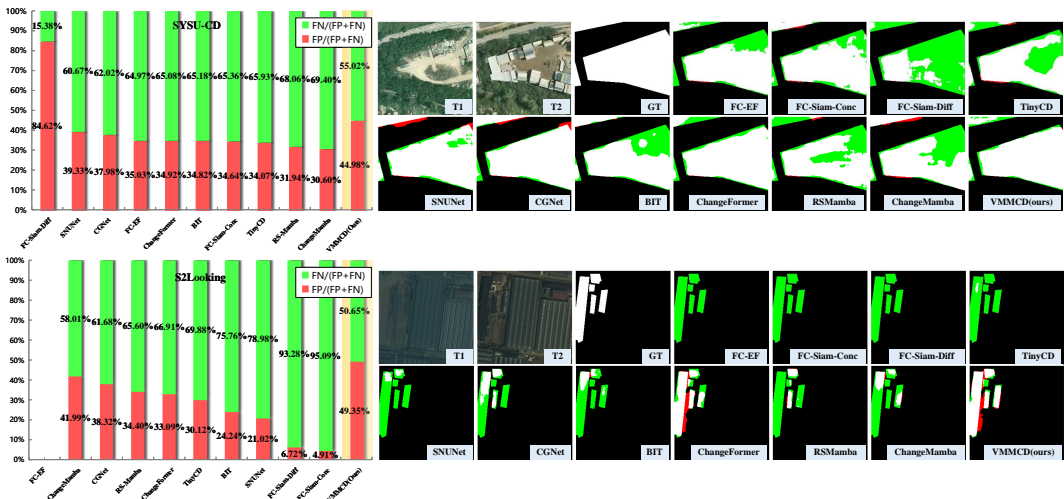 SYSU-CD
FN/(FP+FN)
FP/(FP+FN)
100%
90%
80%
70%
60%
50%
40%
30%
20%
10%
0%
15.38%
60.67%
62.02%
64.97%
65.08%
65.18%
65.36%
65.93%
68.06%
69.40%
55.02%
84.62%
39.33%
37.98%
35.03%
34.92%
34.82%
34.64%
34.07%
31.94%
30.60%
44.98%
FC-Siam-Diff
SNUNet
CGNet
FC-EF
ChangeFormer
BIT
FC-Siam-Conc
TinyCD
RS-Mamba
ChangeMamba
VMMCD(Ours)
T1
T2
GT
FC-EF
FC-Siam-Conc
FC-Siam-Diff
TinyCD
SNUNet
CGNet
BIT
ChangeFormer
RSMamba
ChangeMamba
VMMCD(ours)
S2Looking
FN/(FP+FN)
FP/(FP+FN)
100%
90%
80%
70%
60%
50%
40%
30%
20%
10%
0%
58.01%
61.68%
65.60%
66.91%
69.88%
75.76%
78.98%
93.28%
95.09%
50.65%
41.99%
38.32%
34.40%
33.09%
30.12%
24.24%
21.02%
6.72%
4.91%
49.35%
FC-EF
ChangeMamba
CGNet
RS-Mamba
ChangeFormer
TinyCD
BIT
SNUNet
FC-Siam-Diff
FC-Siam-Conc
VMMCD(Ours)
T1
T2
GT
FC-EF
FC-Siam-Conc
FC-Siam-Diff
TinyCD
SNUNet
CGNet
BIT
ChangeFormer
RSMamba
ChangeMamba
VMMCD(ours)